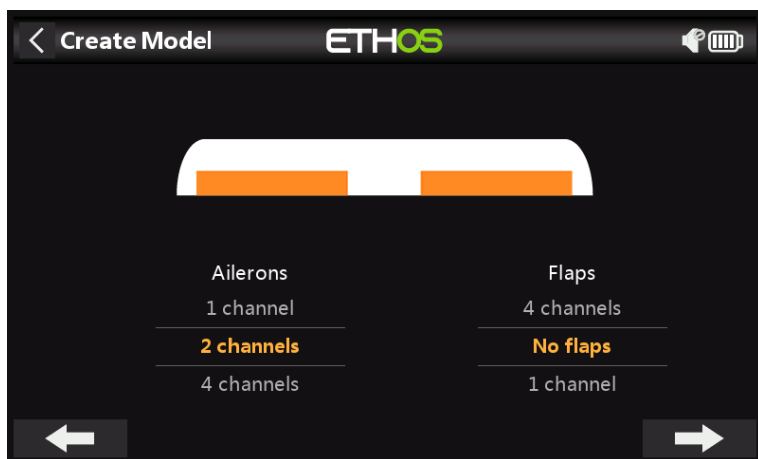 Create Model
ETHOS
Ailerons
Flaps
1 channel
4 channels
2 channels
No flaps
4 channels
1 channel